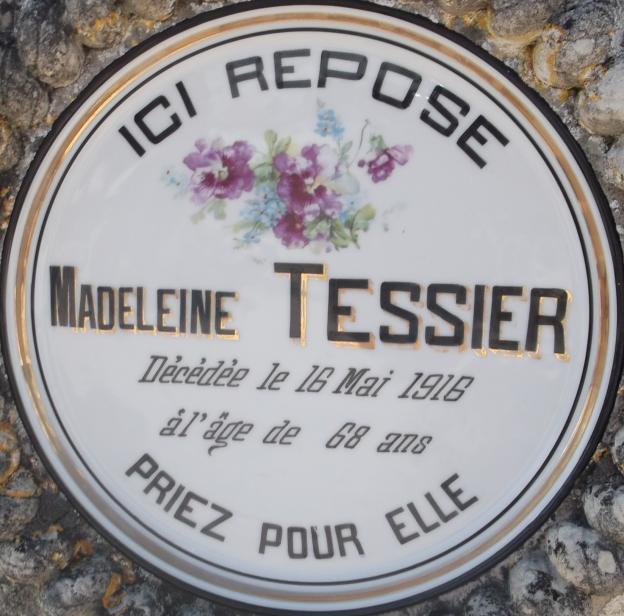 ICI REPOSE
MADELEINE TESSIER
Décédée le 16 Mai 1916
à l'âge de 68 ans
PRIEZ POUR ELLE